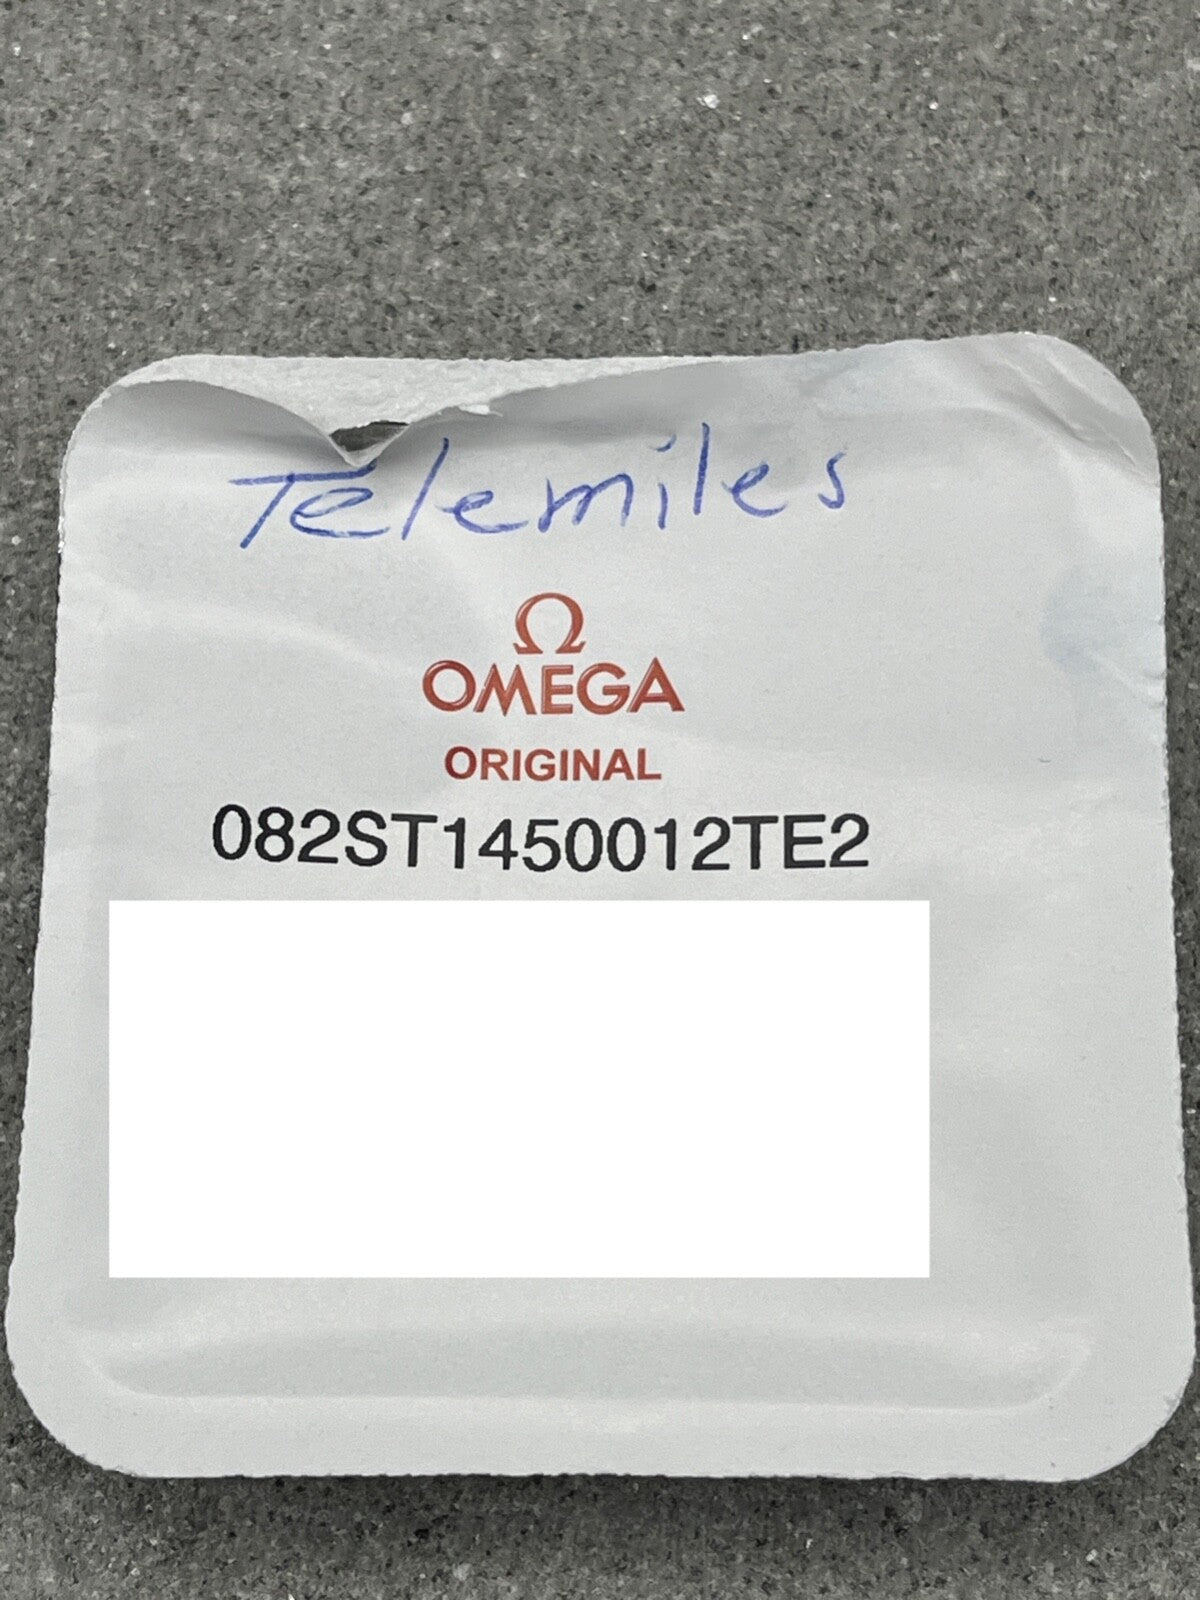 Telemiles
Ω
OMEGA
ORIGINAL
082ST1450012TE2